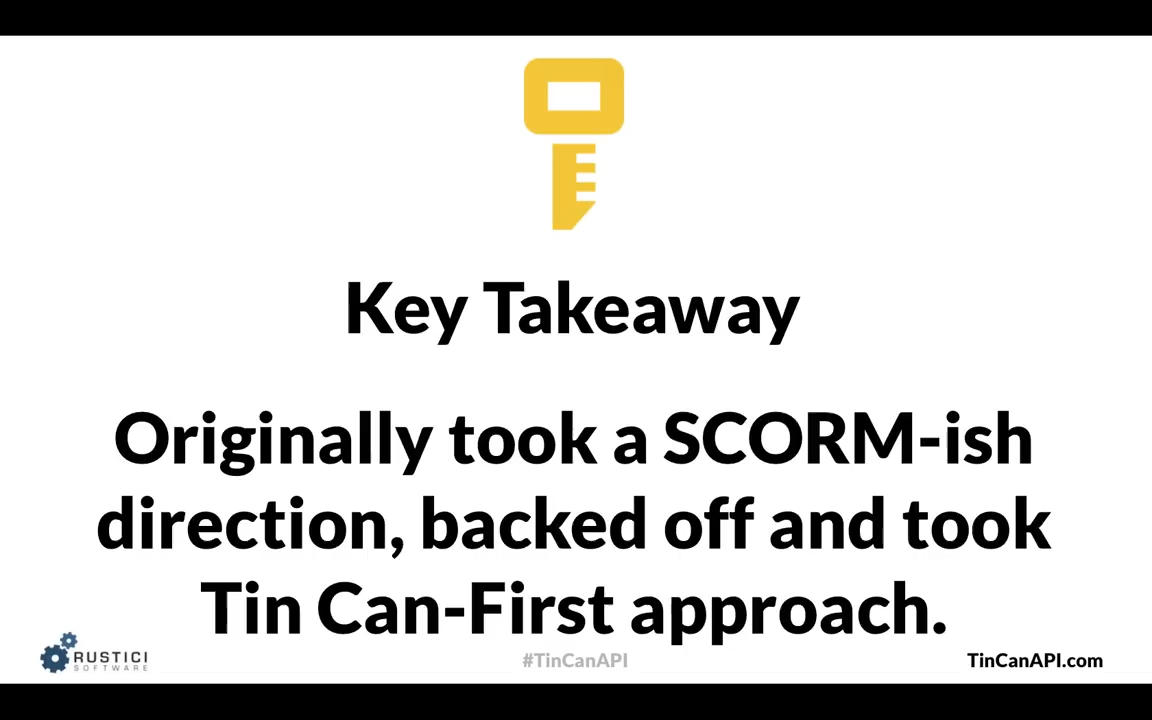 Key Takeaway
Originally took a SCORM-ish
direction, backed off and took
Tin Can-First approach.
RUSTICI
SOFTWARE
#TinCanAPI
TinCanAPI.com